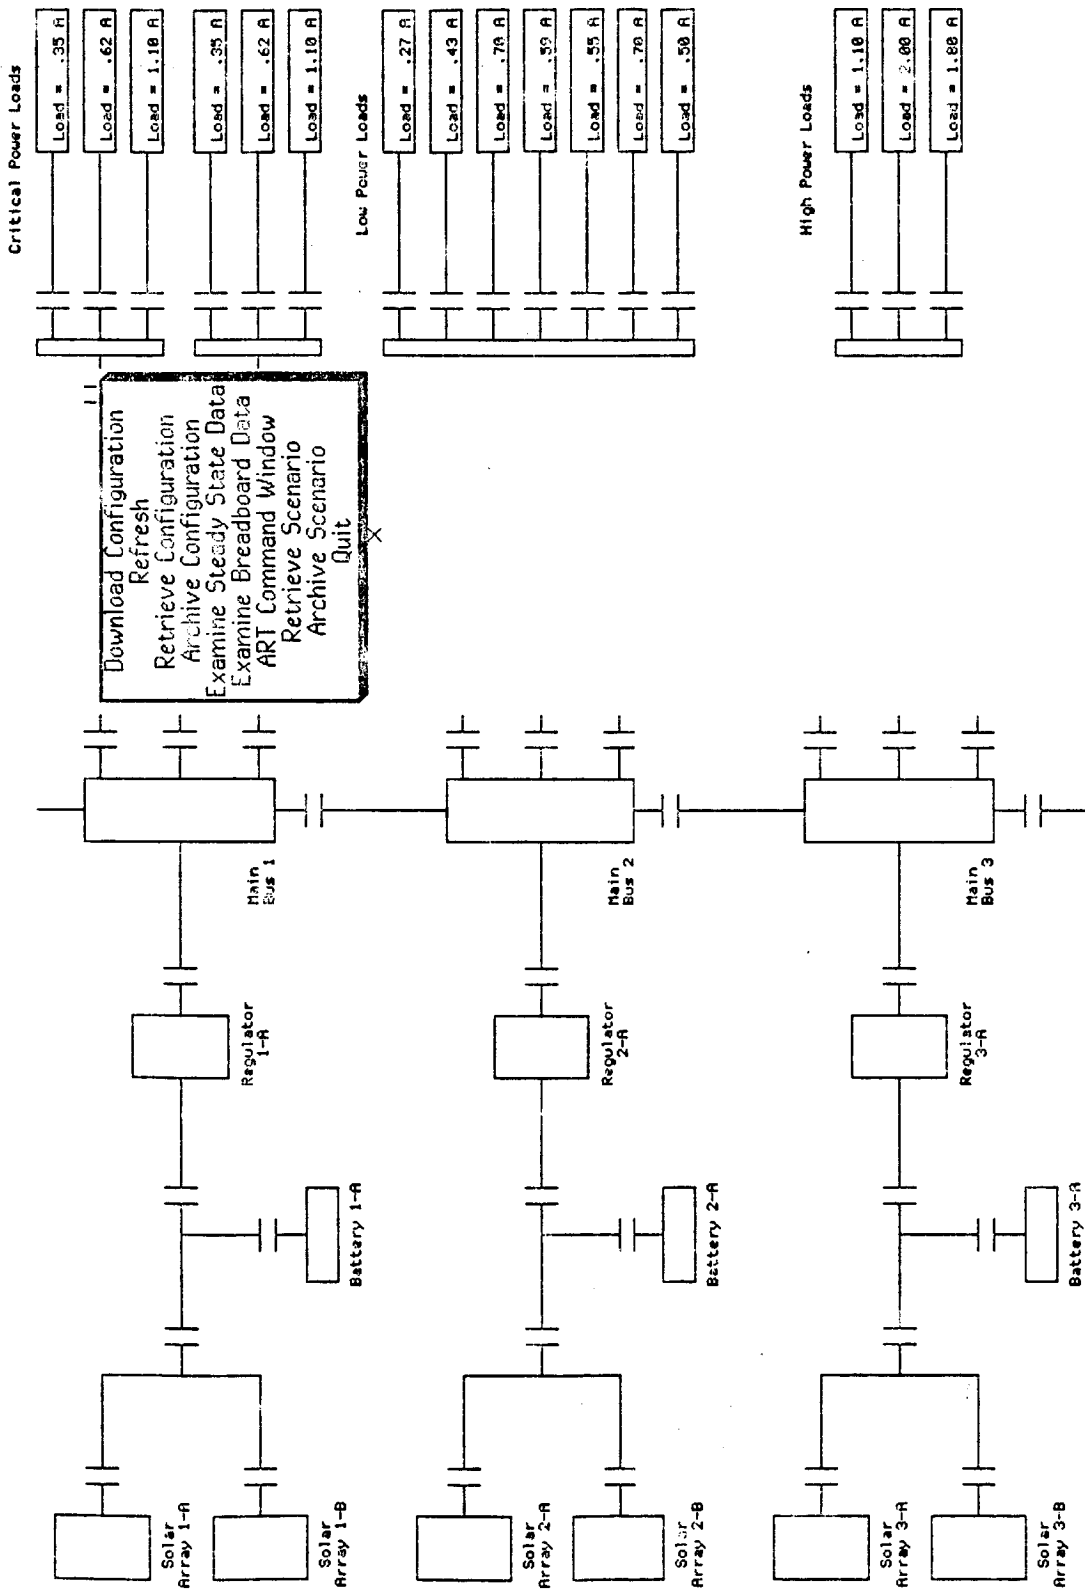 Critical Power Loads
Load = .35 A
Load = .62 A
Load = 1.10 A
Load = .35 A
Load = .62 A
Load = 1.10 A
Low Power Loads
Load = .27 A
Load = .43 A
Load = .70 A
Load = .59 A
Load = .55 A
Load = .70 A
Load = .50 A
High Power Loads
Load = 1.10 A
Load = 2.00 A
Load = 1.80 A
Download Configuration
Refresh
Retrieve Configuration
Archive Configuration
Examine Steady State Data
Examine Breadboard Data
ART Command Window
Retrieve Scenario
Archive Scenario
Quit
Main
Bus 1
Main
Bus 2
Main
Bus 3
Regulator
1-A
Regulator
2-A
Regulator
3-A
Battery 1-A
Battery 2-A
Battery 3-A
Solar
Array 1-A
Solar
Array 1-B
Solar
Array 2-A
Solar
Array 2-B
Solar
Array 3-A
Solar
Array 3-B